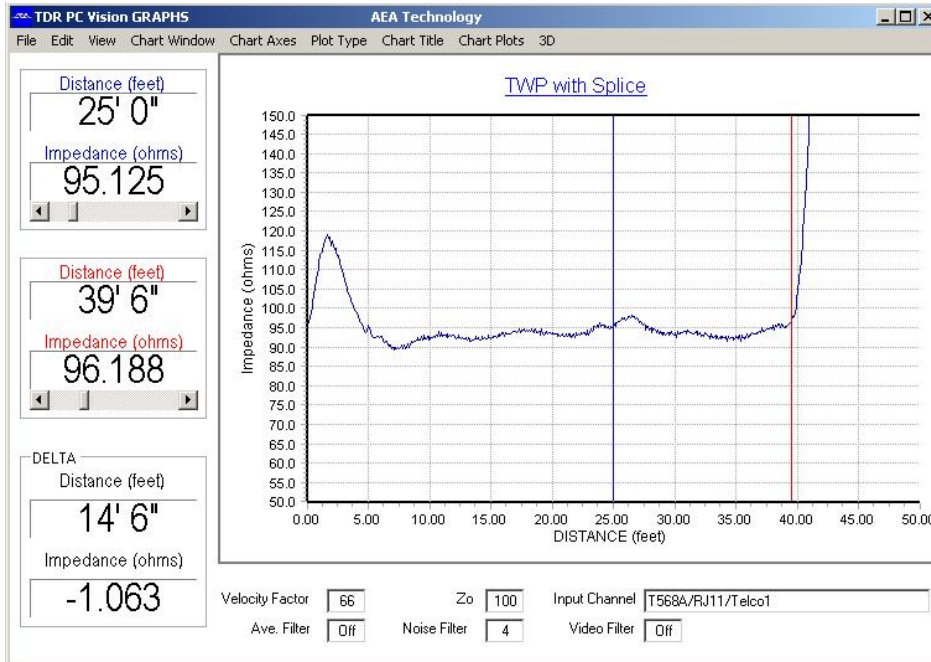 TDR PC Vision GRAPHS AEA Technology
File Edit View Chart Window Chart Axes Plot Type Chart Title Chart Plots 3D
Distance (feet)
25' 0"
Impedance (ohms)
95.125
Distance (feet)
39' 6"
Impedance (ohms)
96.188
DELTA
Distance (feet)
14' 6"
Impedance (ohms)
-1.063
TWP with Splice
Impedance (ohms)
150.0
145.0
140.0
135.0
130.0
125.0
120.0
115.0
110.0
105.0
100.0
95.0
90.0
85.0
80.0
75.0
70.0
65.0
60.0
55.0
50.0
0.00 5.00 10.00 15.00 20.00 25.00 30.00 35.00 40.00 45.00 50.00
DISTANCE (feet)
Velocity Factor 66 Zo 100 Input Channel T568A/RJ11/Telco1
Ave. Filter Off Noise Filter 4 Video Filter Off